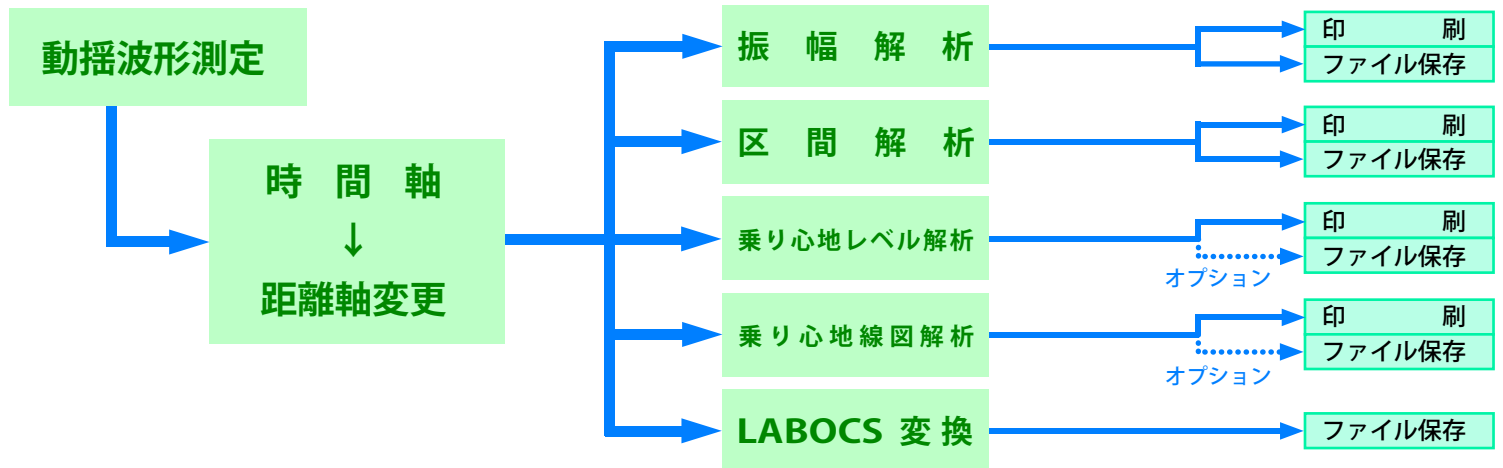 動揺波形測定
時間軸
↓
距離軸変更
振幅解析
印刷
ファイル保存
区間解析
印刷
ファイル保存
乗り心地レベル解析
印刷
ファイル保存
オプション
乗り心地線図解析
印刷
ファイル保存
オプション
LABOCS 変換
ファイル保存